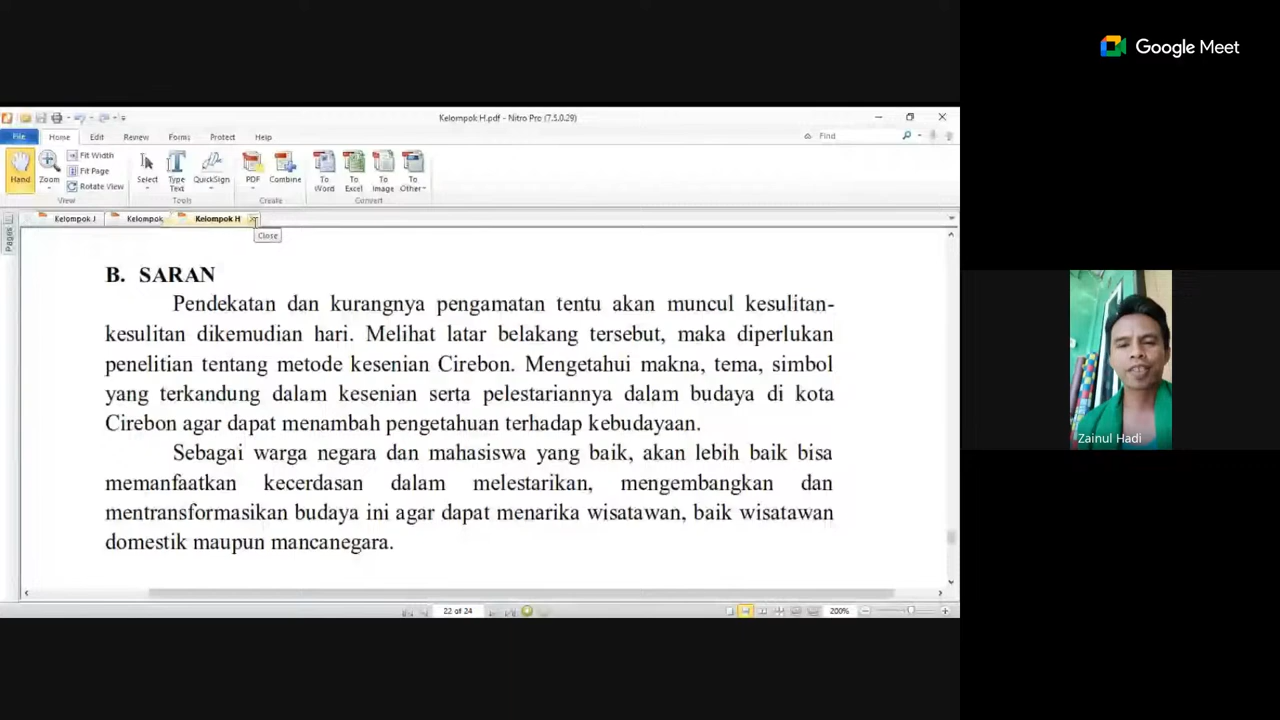 Google Meet
Kelompok H.pdf - Nitro Pro (7.5.0.29)
File Home Edit Review Forms Protect Help
Find
Hand
Zoom
Fit Width
Fit Page
Rotate View
View
Select
Type Text
QuickSign
Tools
PDF
Combine
Create
To Word
To Excel
To Image
To Other
Convert
Kelompok J Kelompok Kelompok H
Close
Pages
B. SARAN
Pendekatan dan kurangnya pengamatan tentu akan muncul kesulitan-
kesulitan dikemudian hari. Melihat latar belakang tersebut, maka diperlukan
penelitian tentang metode kesenian Cirebon. Mengetahui makna, tema, simbol
yang terkandung dalam kesenian serta pelestariannya dalam budaya di kota
Cirebon agar dapat menambah pengetahuan terhadap kebudayaan.
Sebagai warga negara dan mahasiswa yang baik, akan lebih baik bisa
memanfaatkan kecerdasan dalam melestarikan, mengembangkan dan
mentransformasikan budaya ini agar dapat menarika wisatawan, baik wisatawan
domestik maupun mancanegara.
22 of 24
200%
Zainul Hadi